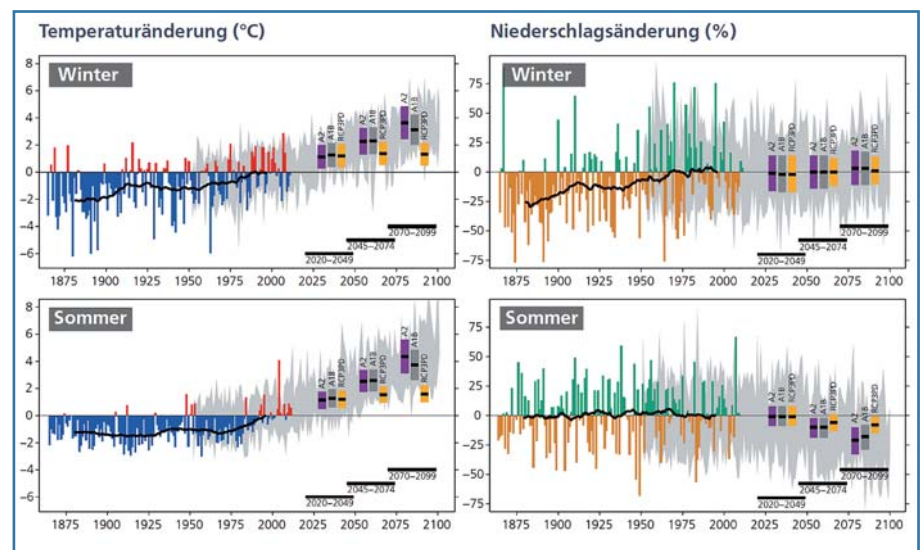 Temperaturänderung (°C)
Niederschlagsänderung (%)
Winter
8
6
4
2
0
−2
−4
−6
A2
A1B
RCP3PD
A2
A1B
RCP3PD
A2
A1B
RCP3PD
2070–2099
2045–2074
2020–2049
1875 1900 1925 1950 1975 2000 2025 2050 2075 2100
Winter
75
50
25
0
−25
−50
−75
A2
A1B
RCP3PD
A2
A1B
RCP3PD
A2
A1B
RCP3PD
2070–2099
2045–2074
2020–2049
1875 1900 1925 1950 1975 2000 2025 2050 2075 2100
Sommer
8
6
4
2
0
−2
−4
−6
A2
A1B
RCP3PD
A2
A1B
RCP3PD
A2
A1B
RCP3PD
2070–2099
2045–2074
2020–2049
1875 1900 1925 1950 1975 2000 2025 2050 2075 2100
Sommer
75
50
25
0
−25
−50
−75
A2
A1B
RCP3PD
A2
A1B
RCP3PD
A2
A1B
RCP3PD
2070–2099
2045–2074
2020–2049
1875 1900 1925 1950 1975 2000 2025 2050 2075 2100